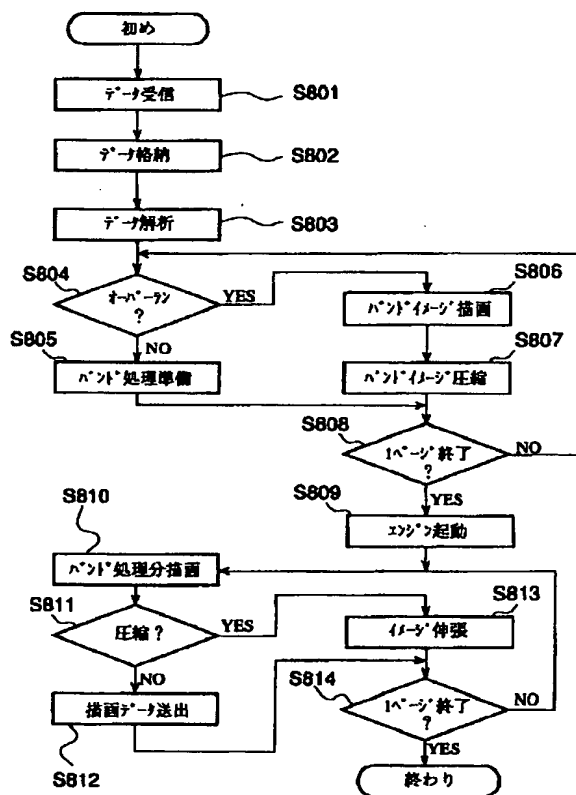 初め
データ受信
S801
データ格納
S802
データ解析
S803
S804
オーバーラン
?
YES
NO
S806
バンドイメージ描画
S805
バンド処理準備
S807
バンドイメージ圧縮
S808
1ページ終了
?
NO
YES
S809
エンジン起動
S810
バンド処理分描画
S811
圧縮?
YES
NO
S813
イメージ伸張
描画データ送出
S812
S814
1ページ終了
?
NO
YES
終わり